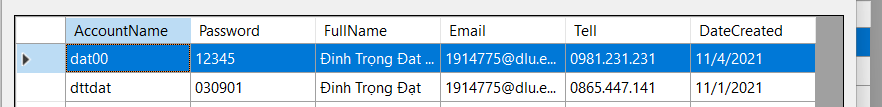 AccountName Password FullName Email Tell DateCreated
dat00 12345 Đinh Trọng Đạt ... 1914775@dlu.e... 0981.231.231 11/4/2021
dttdat 030901 Đinh Trọng Đạt 1914775@dlu.e... 0865.447.141 11/1/2021